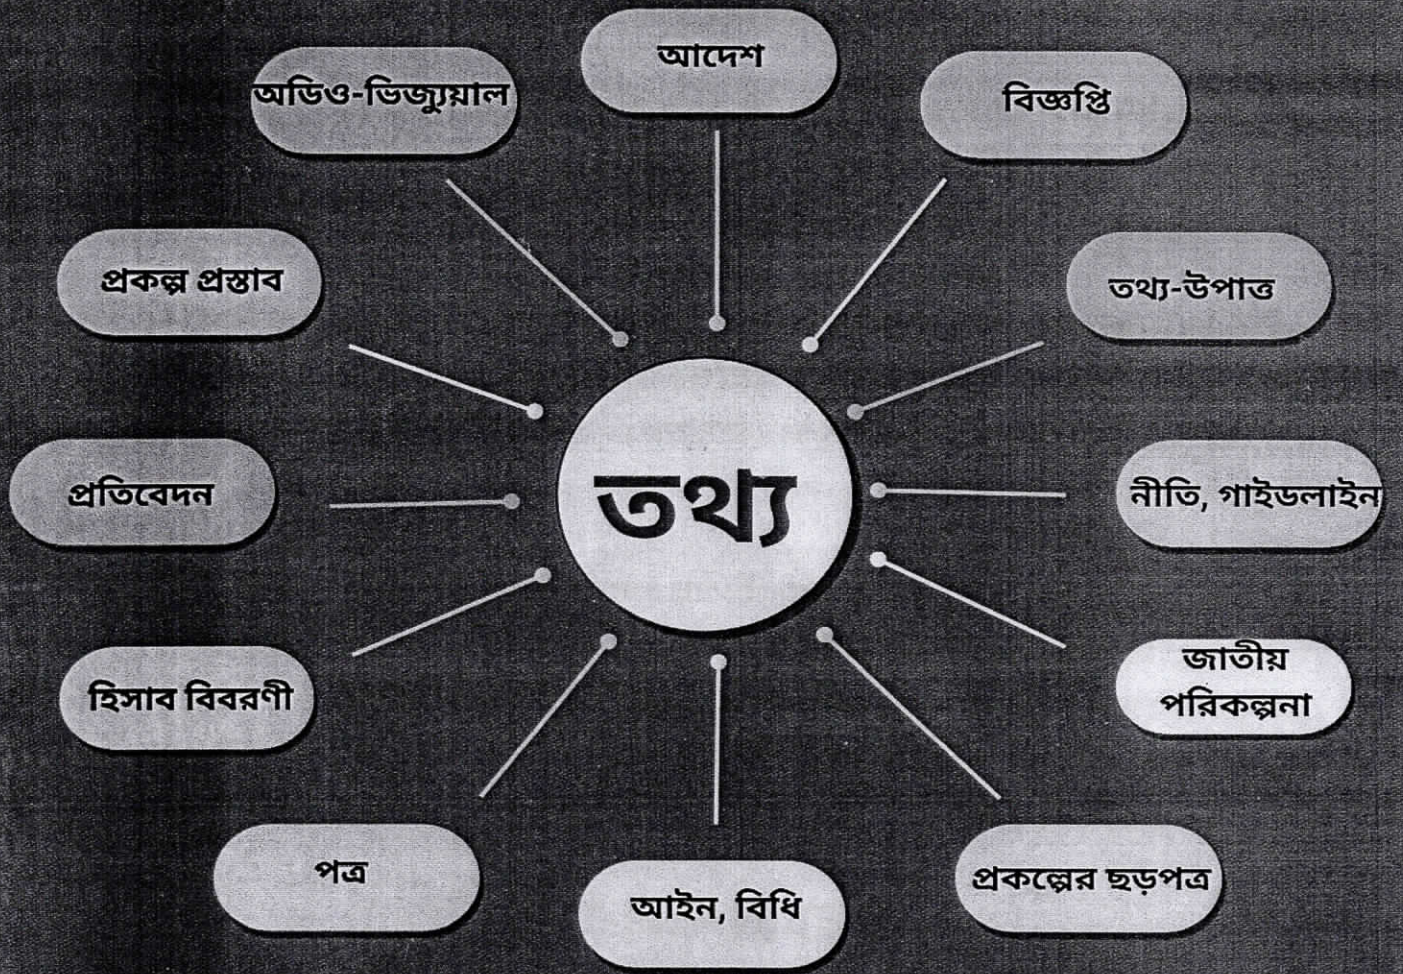 আদেশ
অডিও-ভিজ্যুয়াল
বিজ্ঞপ্তি
প্রকল্প প্রস্তাব
তথ্য-উপাত্ত
তথ্য
প্রতিবেদন
নীতি, গাইডলাইন
হিসাব বিবরণী
জাতীয়
পরিকল্পনা
পত্র
আইন, বিধি
প্রকল্পের ছড়পত্র